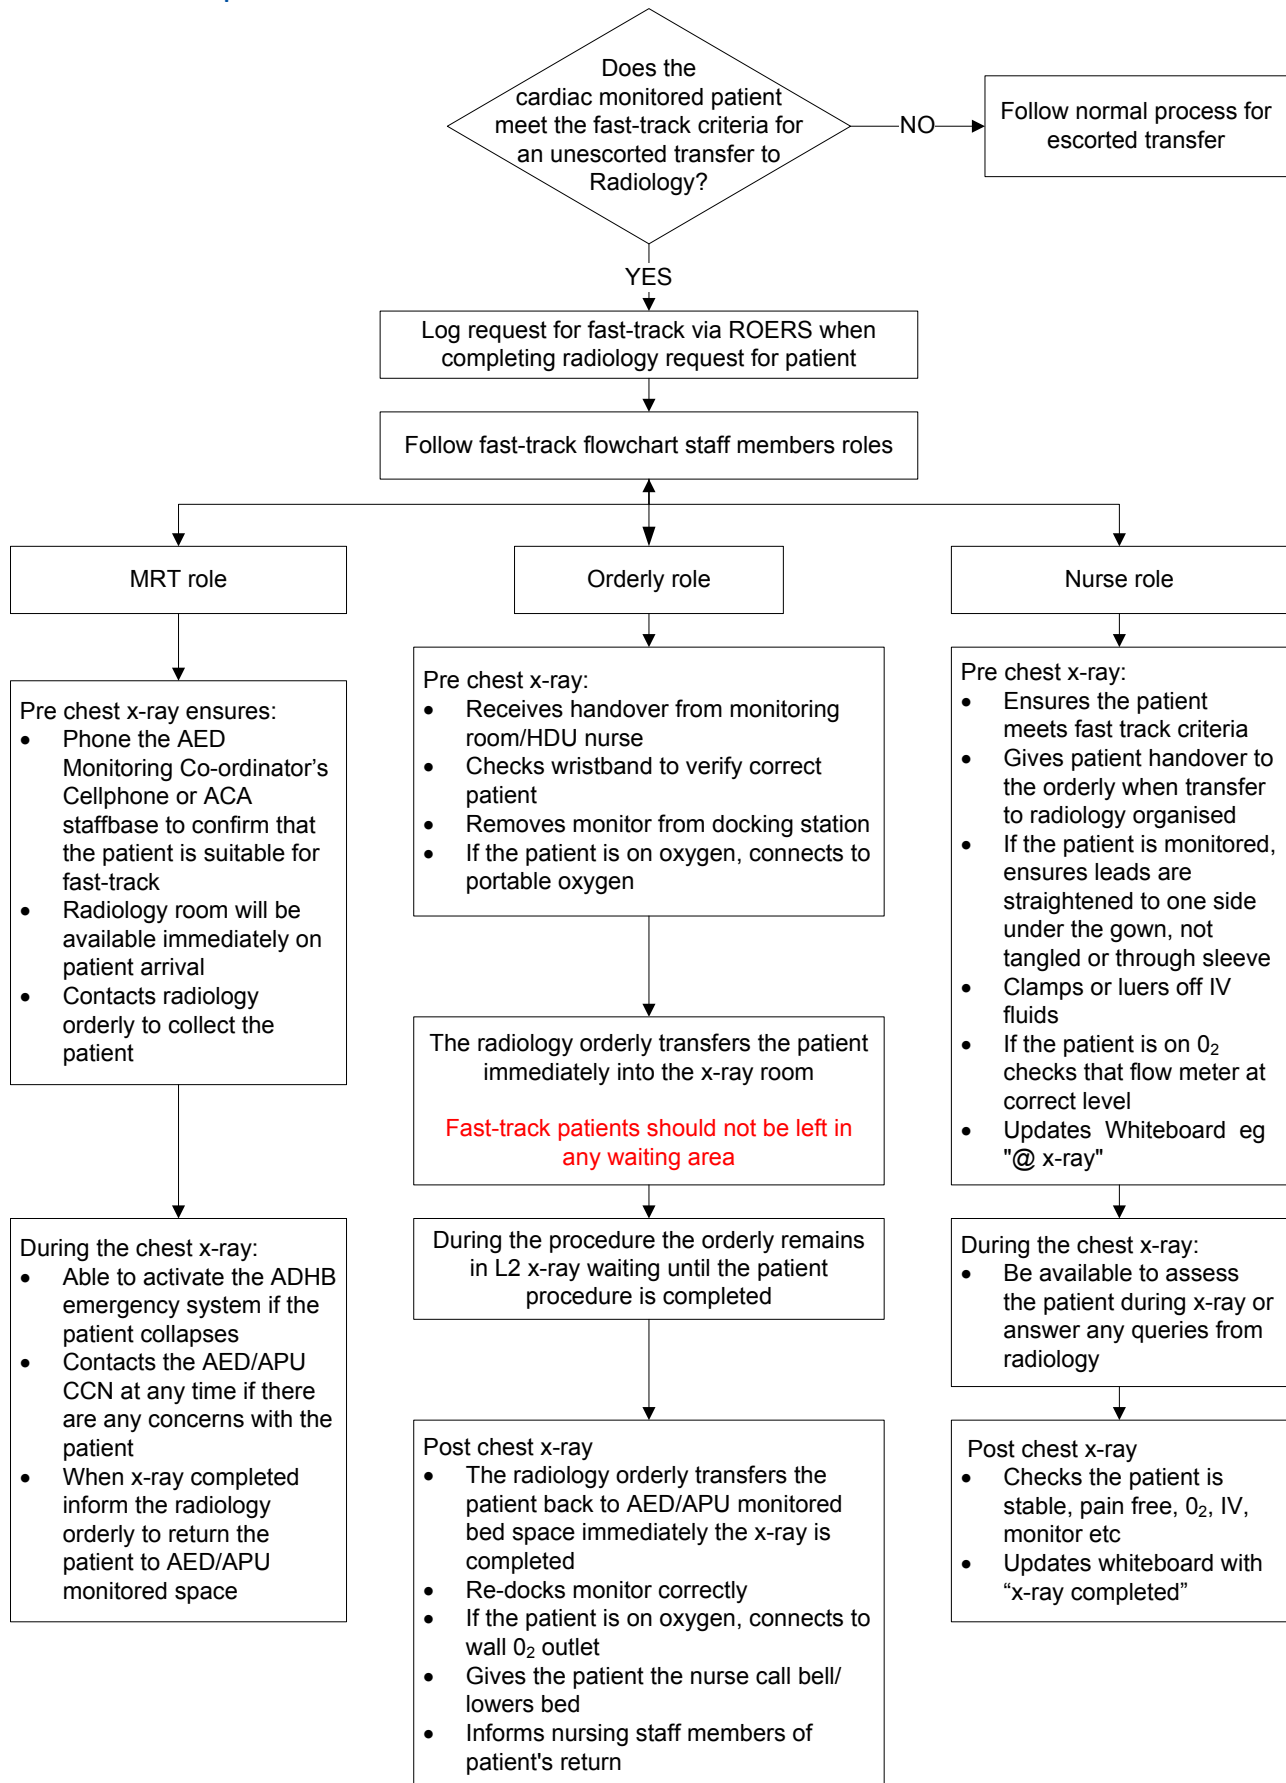 Does the
cardiac monitored patient
meet the fast-track criteria for
an unescorted transfer to
Radiology?
NO
Follow normal process for
escorted transfer
YES
Log request for fast-track via ROERS when
completing radiology request for patient
Follow fast-track flowchart staff members roles
MRT role
Orderly role
Nurse role
Pre chest x-ray ensures:
• Phone the AED
Monitoring Co-ordinator’s
Cellphone or ACA
staffbase to confirm that
the patient is suitable for
fast-track
• Radiology room will be
available immediately on
patient arrival
• Contacts radiology
orderly to collect the
patient
During the chest x-ray:
• Able to activate the ADHB
emergency system if the
patient collapses
• Contacts the AED/APU
CCN at any time if there
are any concerns with the
patient
• When x-ray completed
inform the radiology
orderly to return the
patient to AED/APU
monitored space
Pre chest x-ray:
• Receives handover from monitoring
room/HDU nurse
• Checks wristband to verify correct
patient
• Removes monitor from docking station
• If the patient is on oxygen, connects to
portable oxygen
The radiology orderly transfers the patient
immediately into the x-ray room
Fast-track patients should not be left in
any waiting area
During the procedure the orderly remains
in L2 x-ray waiting until the patient
procedure is completed
Post chest x-ray
• The radiology orderly transfers the
patient back to AED/APU monitored
bed space immediately the x-ray is
completed
• Re-docks monitor correctly
• If the patient is on oxygen, connects to
wall 0₂ outlet
• Gives the patient the nurse call bell/
lowers bed
• Informs nursing staff members of
patient's return
Pre chest x-ray:
• Ensures the patient
meets fast track criteria
• Gives patient handover to
the orderly when transfer
to radiology organised
• If the patient is monitored,
ensures leads are
straightened to one side
under the gown, not
tangled or through sleeve
• Clamps or luers off IV
fluids
• If the patient is on 0₂
checks that flow meter at
correct level
• Updates Whiteboard eg
"@ x-ray"
During the chest x-ray:
• Be available to assess
the patient during x-ray or
answer any queries from
radiology
Post chest x-ray
• Checks the patient is
stable, pain free, 0₂, IV,
monitor etc
• Updates whiteboard with
“x-ray completed”